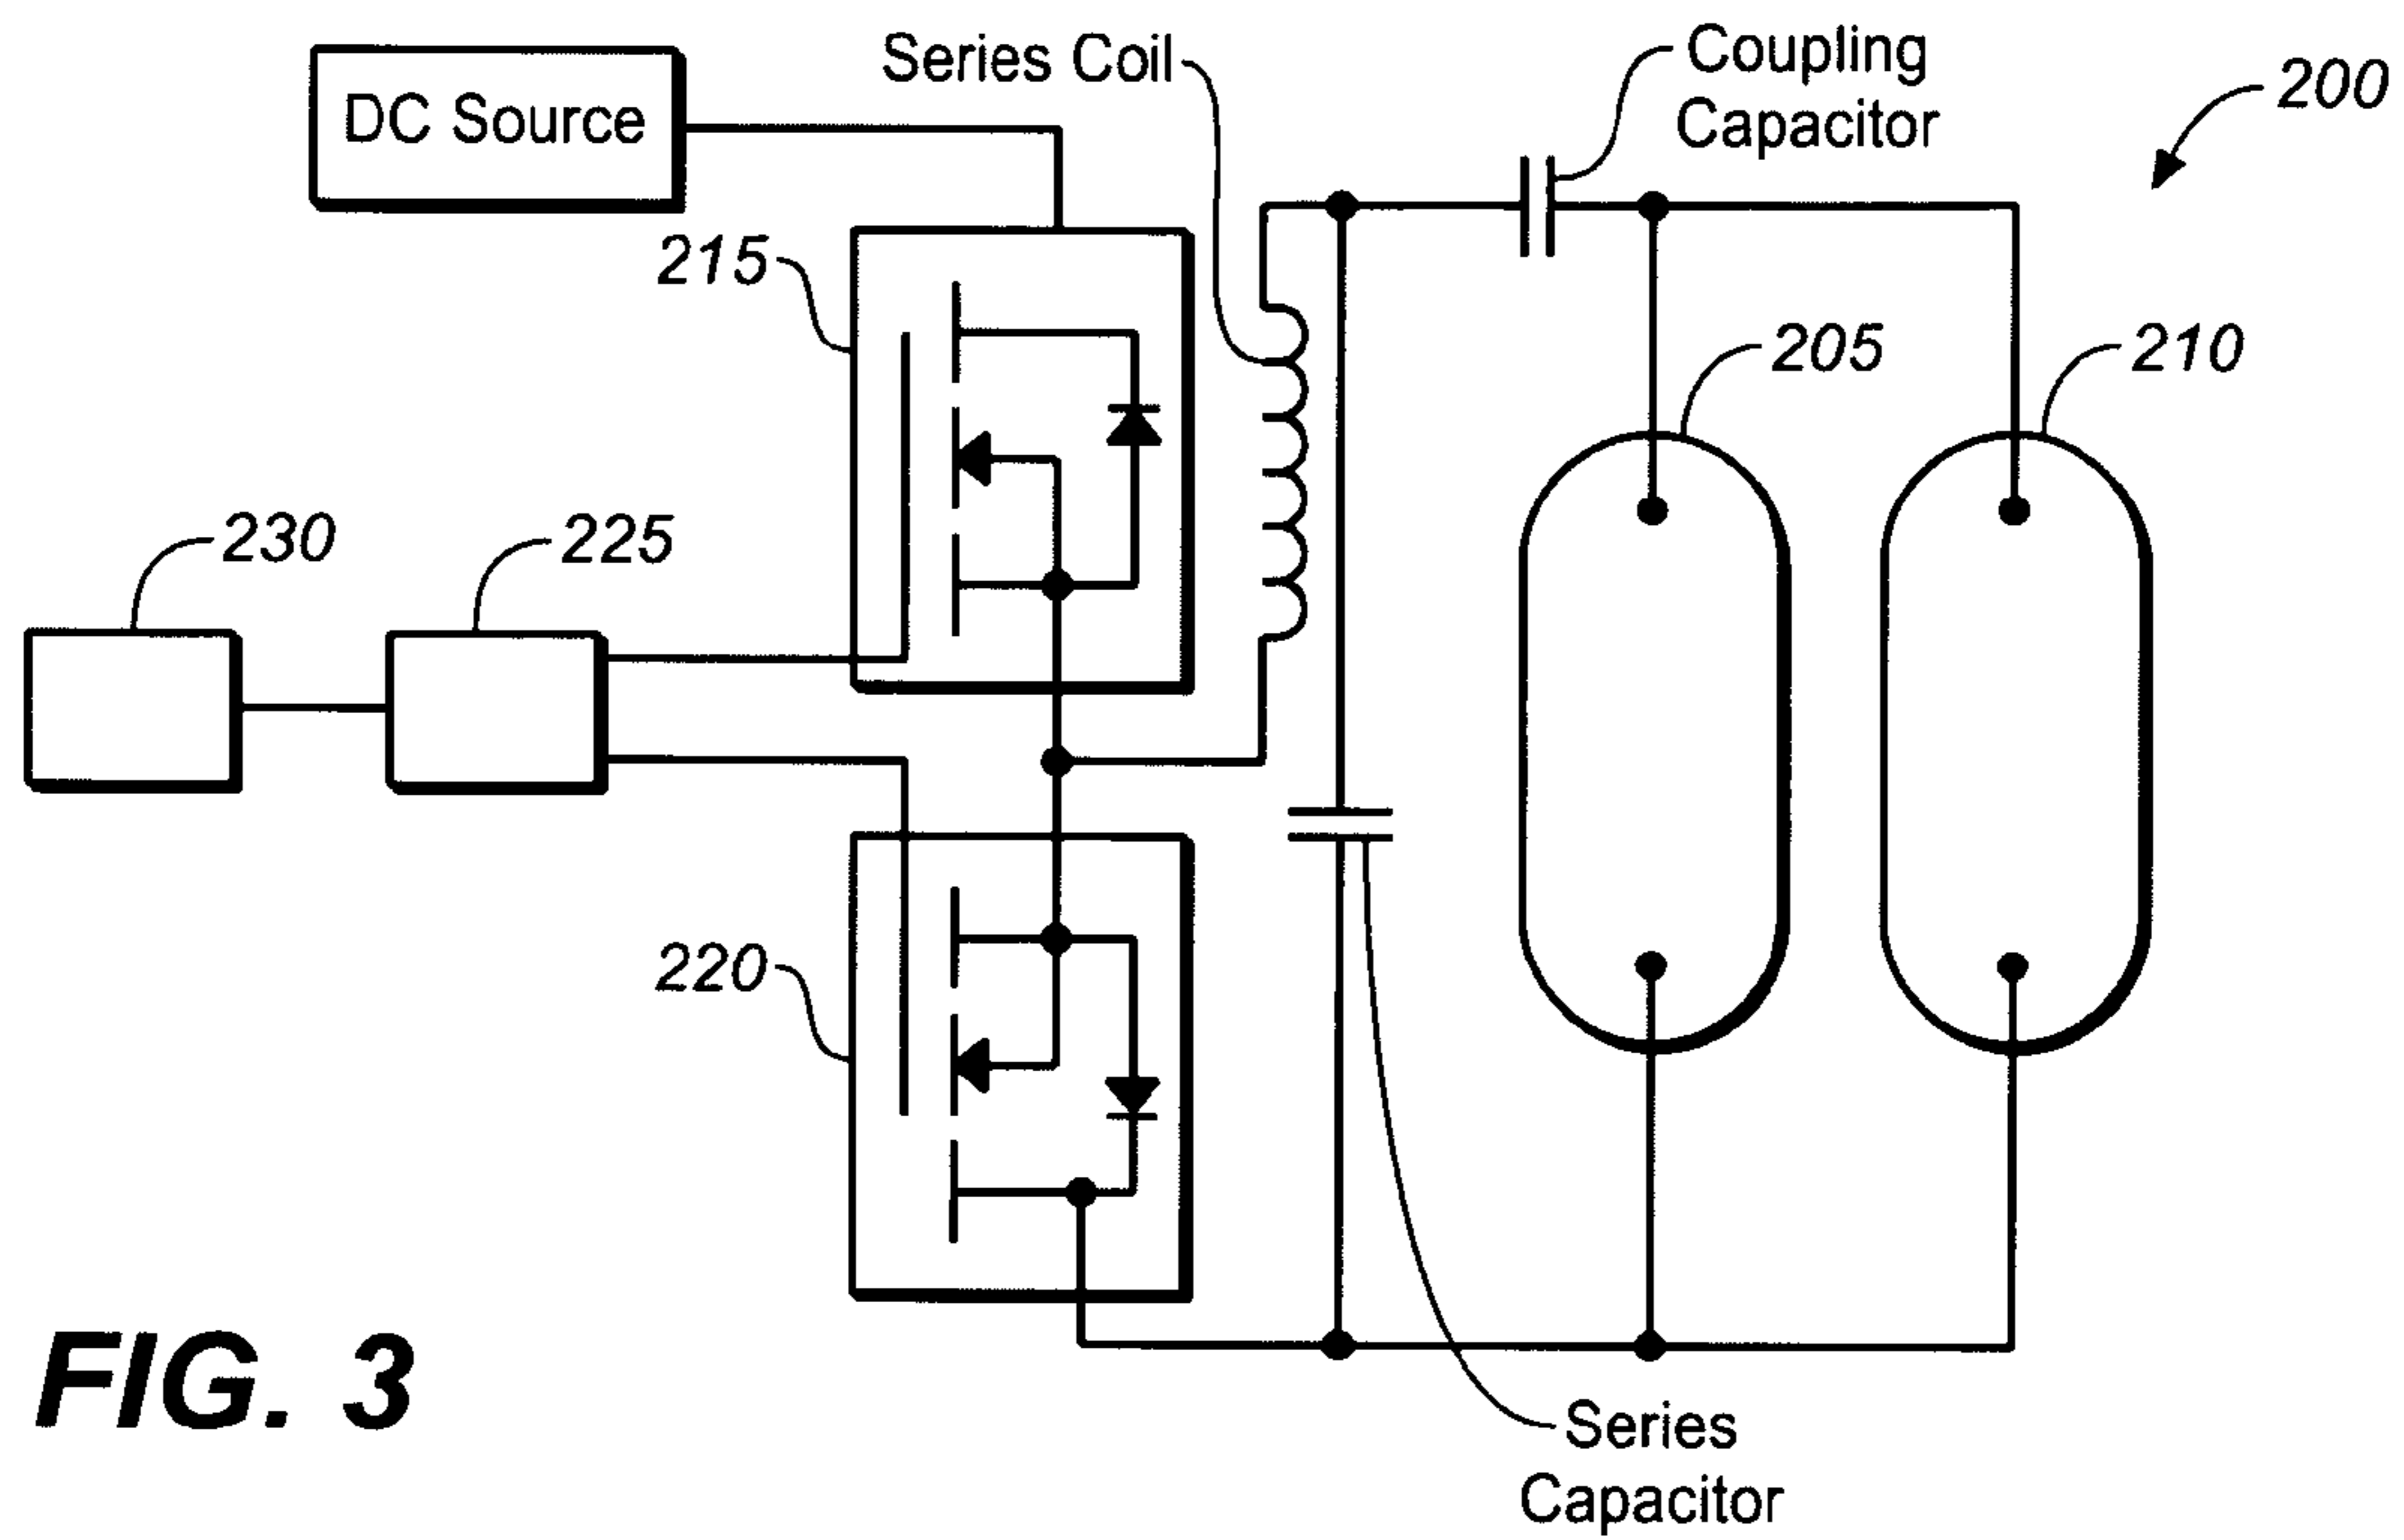 Series Coil
Coupling
Capacitor
200
DC Source
215
205
210
230
225
220
FIG. 3
Series
Capacitor